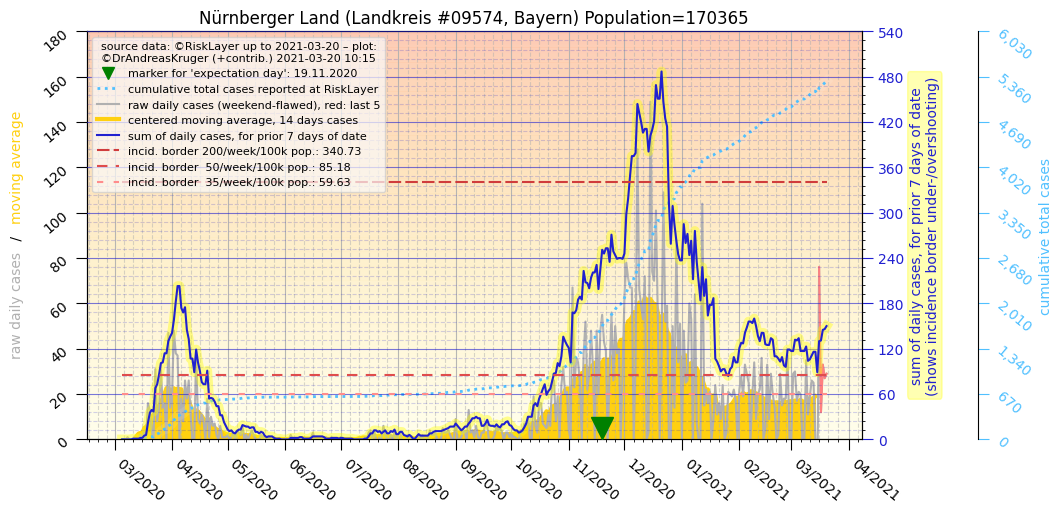 Nürnberger Land (Landkreis #09574, Bayern) Population=170365
source data: ©RiskLayer up to 2021-03-20 – plot:
©DrAndreasKruger (+contrib.) 2021-03-20 10:15
marker for 'expectation day': 19.11.2020
cumulative total cases reported at RiskLayer
raw daily cases (weekend-flawed), red: last 5
centered moving average, 14 days cases
sum of daily cases, for prior 7 days of date
incid. border 200/week/100k pop.: 340.73
incid. border  50/week/100k pop.: 85.18
incid. border  35/week/100k pop.: 59.63
raw daily cases / moving average
180
160
140
120
100
80
60
40
20
0
03/2020
04/2020
05/2020
06/2020
07/2020
08/2020
09/2020
10/2020
11/2020
12/2020
01/2021
02/2021
03/2021
04/2021
540
480
420
360
300
240
180
120
60
0
sum of daily cases, for prior 7 days of date
(shows incidence border under-/overshooting)
6,030
5,360
4,690
4,020
3,350
2,680
2,010
1,340
670
0
cumulative total cases